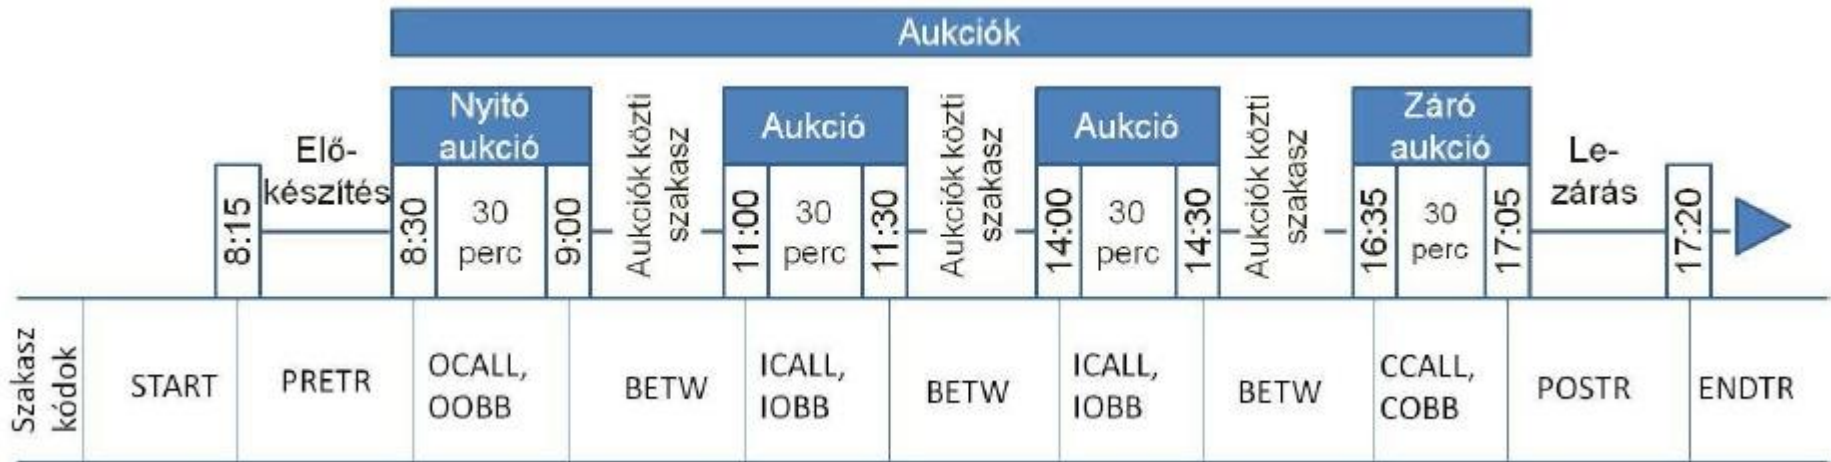 Aukciók
Elő-
készítés
Nyitó
aukció
Aukciók közti
szakasz
Aukció
Aukciók közti
szakasz
Aukció
Aukciók közti
szakasz
Záró
aukció
Le-
zárás
8:15
8:30
30
perc
9:00
11:00
30
perc
11:30
14:00
30
perc
14:30
16:35
30
perc
17:05
17:20
Szakasz
kódok
START
PRETR
OCALL,
OOBB
BETW
ICALL,
IOBB
BETW
ICALL,
IOBB
BETW
CCALL,
COBB
POSTR
ENDTR